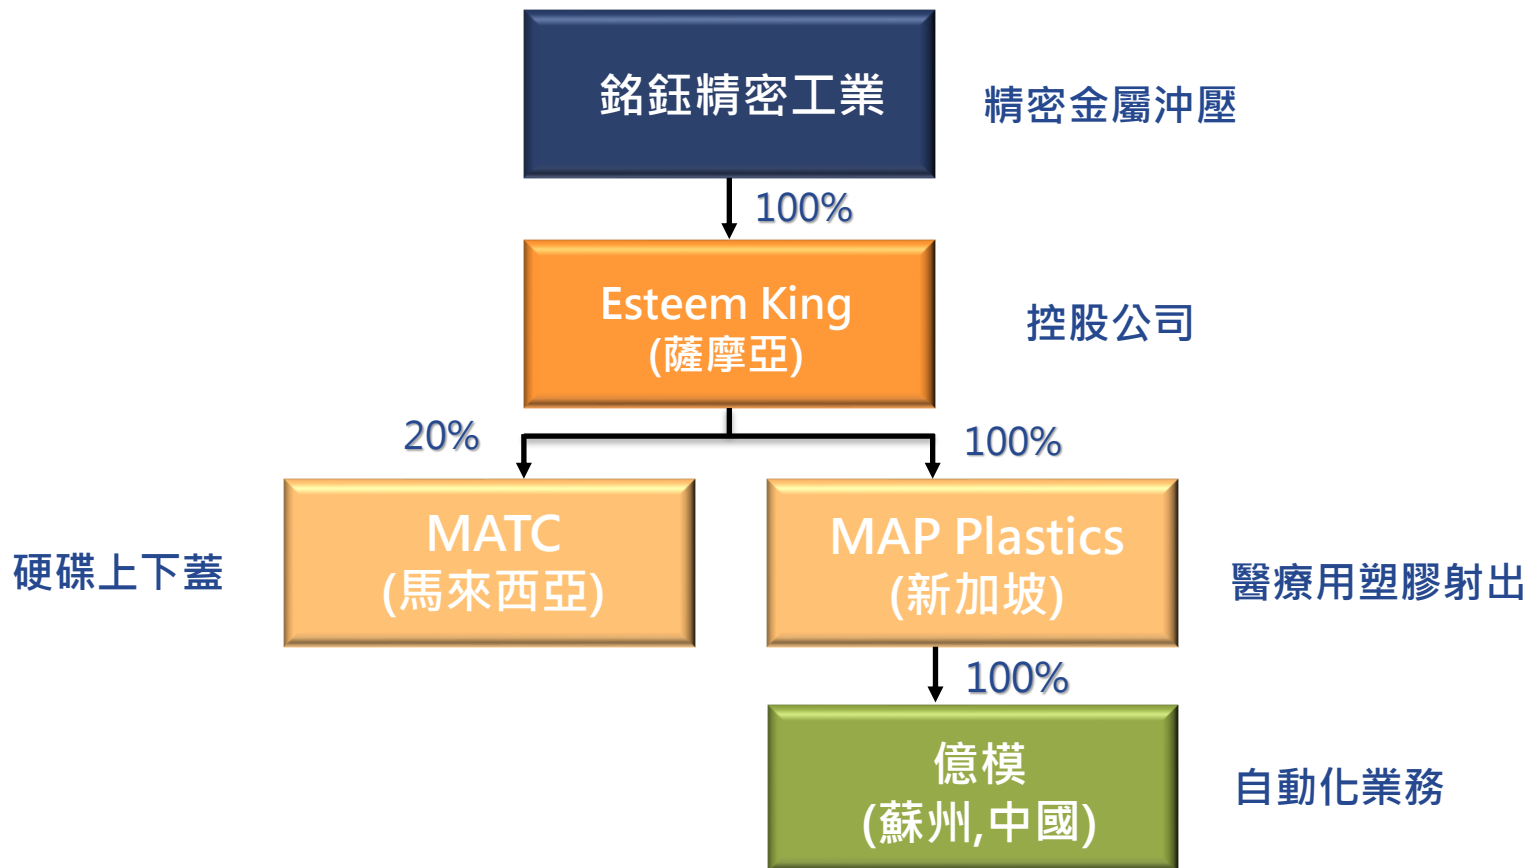 銘鈺精密工業
精密金屬沖壓
100%
Esteem King
(薩摩亞)
控股公司
20%
100%
硬碟上下蓋
MATC
(馬來西亞)
MAP Plastics
(新加坡)
醫療用塑膠射出
100%
億模
(蘇州,中國)
自動化業務